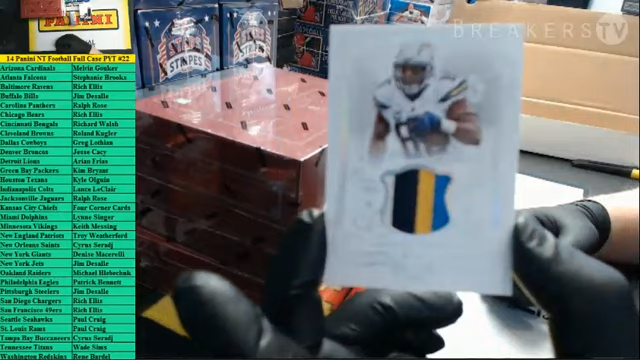 BREAKERS TV
PANINI
14 Panini NT Football Full Case PYT #22
Arizona Cardinals Melvin Gouker
Atlanta Falcons Stephanie Brooks
Baltimore Ravens Rich Ellis
Buffalo Bills Jim Desalle
Carolina Panthers Ralph Rose
Chicago Bears Rich Ellis
Cincinnati Bengals Richard Walsh
Cleveland Browns Roland Kugler
Dallas Cowboys Greg Lothian
Denver Broncos Jesse Cacy
Detroit Lions Arian Frias
Green Bay Packers Kim Bryant
Houston Texans Kyle Olguin
Indianapolis Colts Lance LeClair
Jacksonville Jaguars Ralph Rose
Kansas City Chiefs Four Corner Cards
Miami Dolphins Lynne Singer
Minnesota Vikings Keith Messing
New England Patriots Troy Weatherford
New Orleans Saints Cyrus Seradj
New York Giants Denise Macerelli
New York Jets Jim Desalle
Oakland Raiders Michael Hlebechuk
Philadelphia Eagles Patrick Bennett
Pittsburgh Steelers Jim Desalle
San Diego Chargers Rich Ellis
San Francisco 49ers Rich Ellis
Seattle Seahawks Paul Craig
St. Louis Rams Paul Craig
Tampa Bay Buccaneers Cyrus Seradj
Tennessee Titans Wade Simx
Washington Redskins Rene Bardel